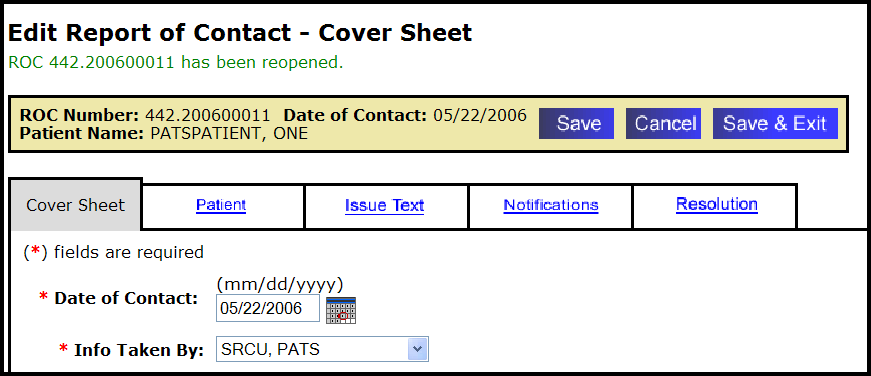 Edit Report of Contact - Cover Sheet
ROC 442.200600011 has been reopened.
ROC Number: 442.200600011 Date of Contact: 05/22/2006 Save Cancel Save & Exit
Patient Name: PATSPATIENT, ONE
Cover Sheet Patient Issue Text Notifications Resolution
(*) fields are required
(mm/dd/yyyy)
* Date of Contact: 05/22/2006
* Info Taken By: SRCU, PATS